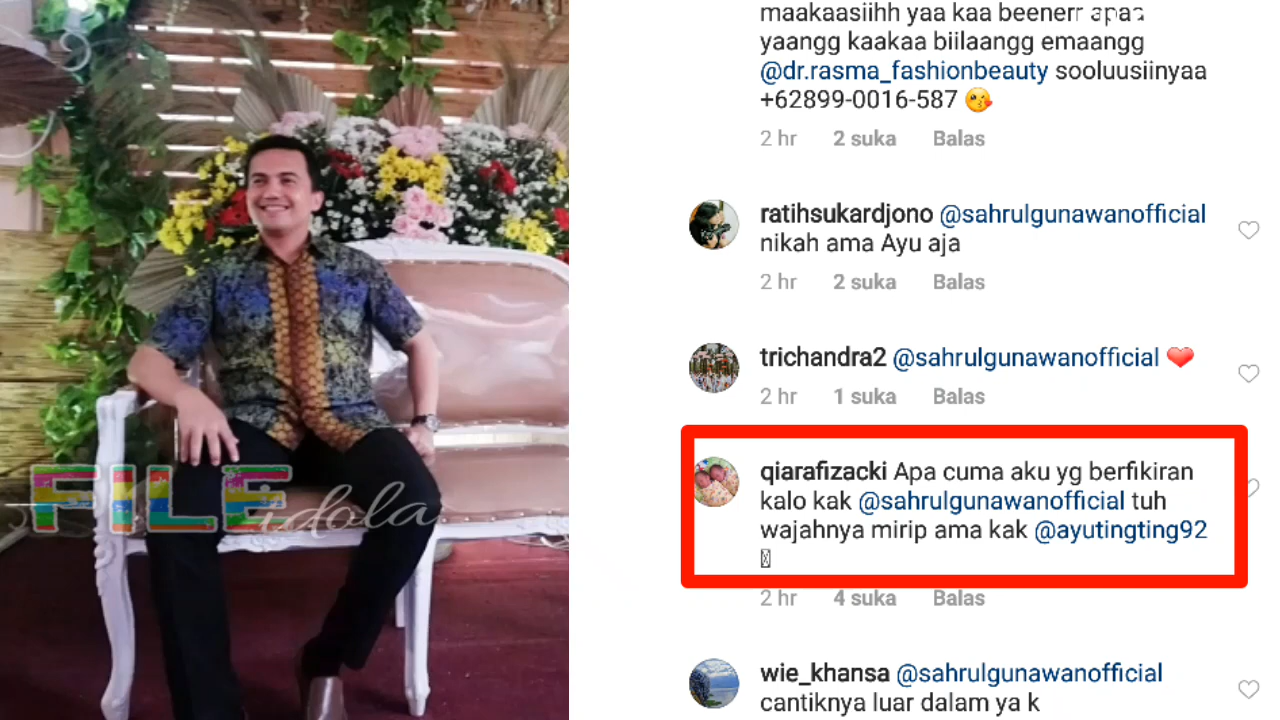 FILE
idola
maakaasiihh yaa kaa beenerr apaa
yaangg kaakaa biilaangg emaangg
@dr.rasma_fashionbeauty sooluusiinyaa
+62899-0016-587 😘
2 hr 2 suka Balas
ratihsukardjono @sahrulgunawanofficial
nikah ama Ayu aja
2 hr 2 suka Balas
trichandra2 @sahrulgunawanofficial ❤
2 hr 1 suka Balas
qiarafizacki Apa cuma aku yg berfikiran
kalo kak @sahrulgunawanofficial tuh
wajahnya mirip ama kak @ayutingting92
2 hr 4 suka Balas
wie_khansa @sahrulgunawanofficial
cantiknya luar dalam ya k